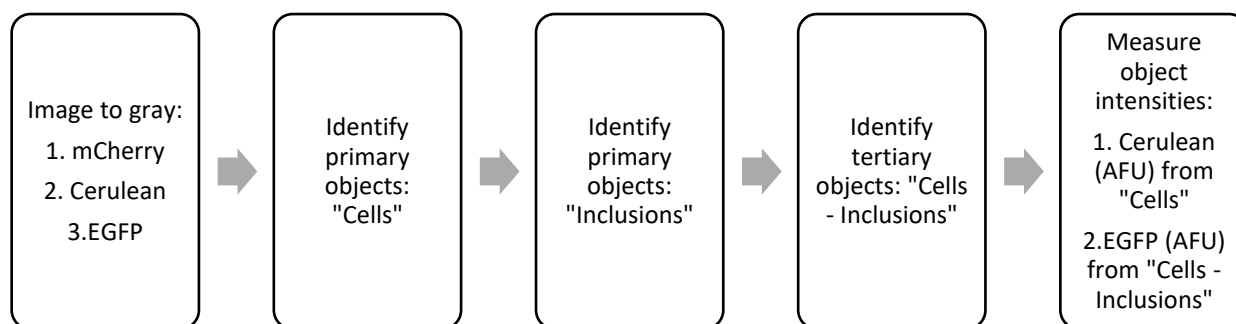 Image to gray:
1. mCherry
2. Cerulean
3.EGFP
Identify
primary
objects:
"Cells"
Identify
primary
objects:
"Inclusions"
Identify
tertiary
objects: "Cells
- Inclusions"
Measure
object
intensities:
1. Cerulean
(AFU) from
"Cells"
2.EGFP (AFU)
from "Cells -
Inclusions"